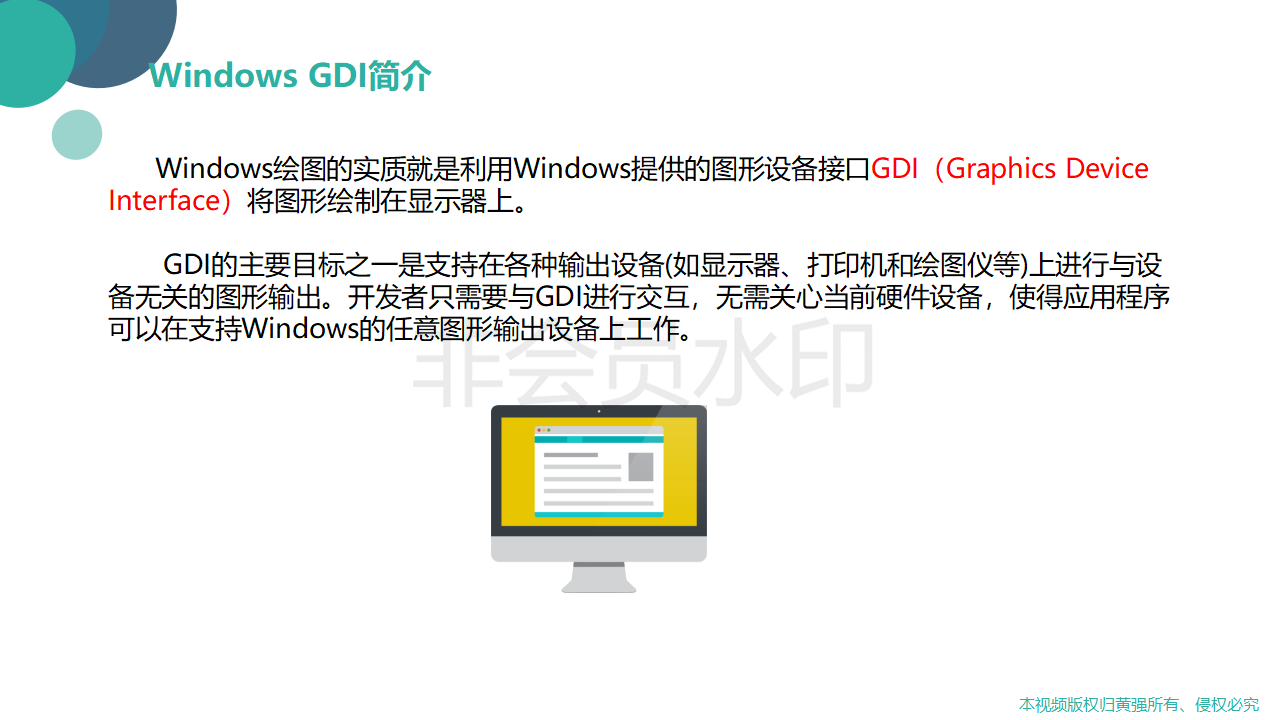 Windows GDI简介
Windows绘图的实质就是利用Windows提供的图形设备接口GDI（Graphics Device
Interface）将图形绘制在显示器上。
GDI的主要目标之一是支持在各种输出设备(如显示器、打印机和绘图仪等)上进行与设
备无关的图形输出。开发者只需要与GDI进行交互，无需关心当前硬件设备，使得应用程序
可以在支持Windows的任意图形输出设备上工作。
非会员水印
本视频版权归黄强所有、侵权必究